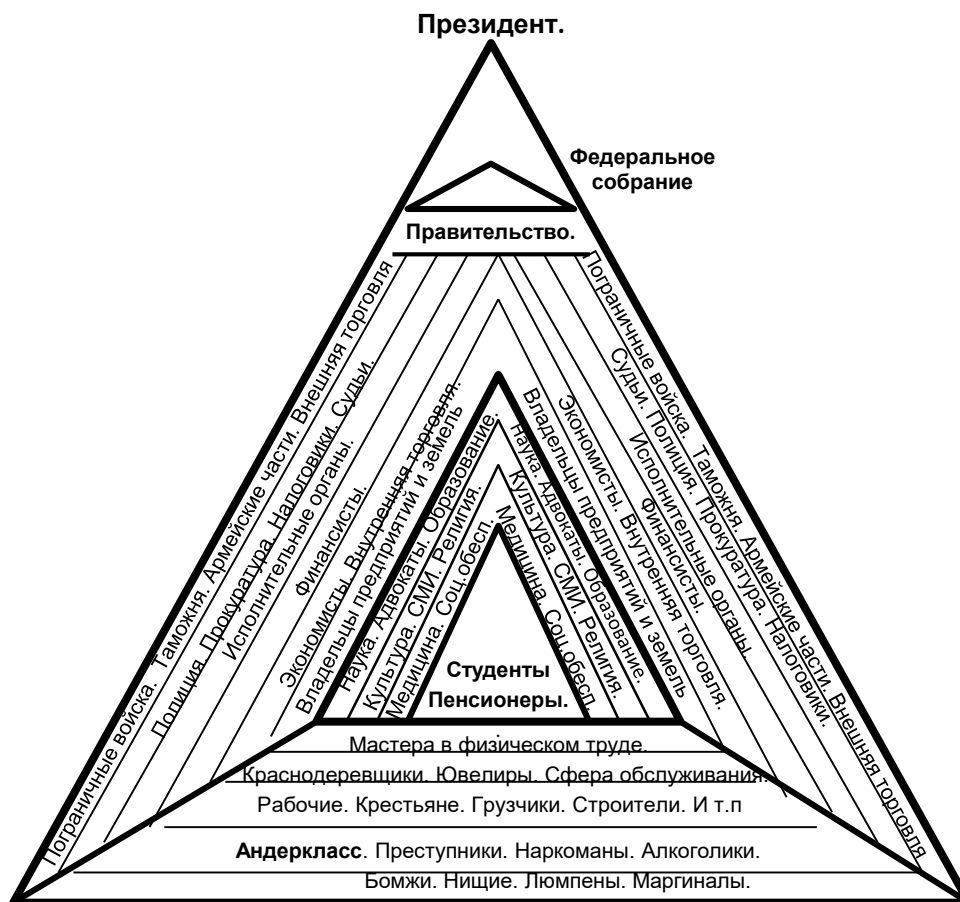 Президент.
Федеральное
собрание
Правительство.
Пограничные войска. Таможня. Армейские части. Внешняя торговля
Полиция. Прокуратура. Налоговики. Судьи.
Исполнительные органы.
Финансисты.
Экономисты. Внутренняя торговля.
Владельцы предприятий и земель
Наука. Адвокаты. Образование.
Культура. СМИ. Религия.
Медицина. Соц.обесп.
Пограничные войска. Таможня. Армейские части. Внешняя торговля
Судьи. Полиция. Прокуратура. Налоговики.
Исполнительные органы.
Финансисты.
Экономисты. Внутренняя торговля.
Владельцы предприятий и земель
Наука. Адвокаты. Образование.
Культура. СМИ. Религия.
Медицина. Соц.обесп.
Студенты
Пенсионеры.
Мастера в физическом труде.
Краснодеревщики. Ювелиры. Сфера обслуживания.
Рабочие. Крестьяне. Грузчики. Строители. И т.п
Андеркласс. Преступники. Наркоманы. Алкоголики.
Бомжи. Нищие. Люмпены. Маргиналы.